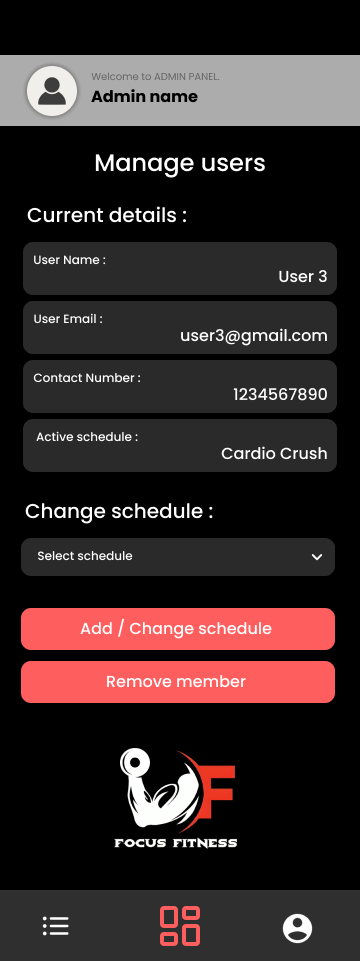 Welcome to ADMIN PANEL.
Admin name
Manage users
Current details :
User Name :
User 3
User Email :
user3@gmail.com
Contact Number :
1234567890
Active schedule :
Cardio Crush
Change schedule :
Select schedule
Add / Change schedule
Remove member
F
FOCUS FITNESS